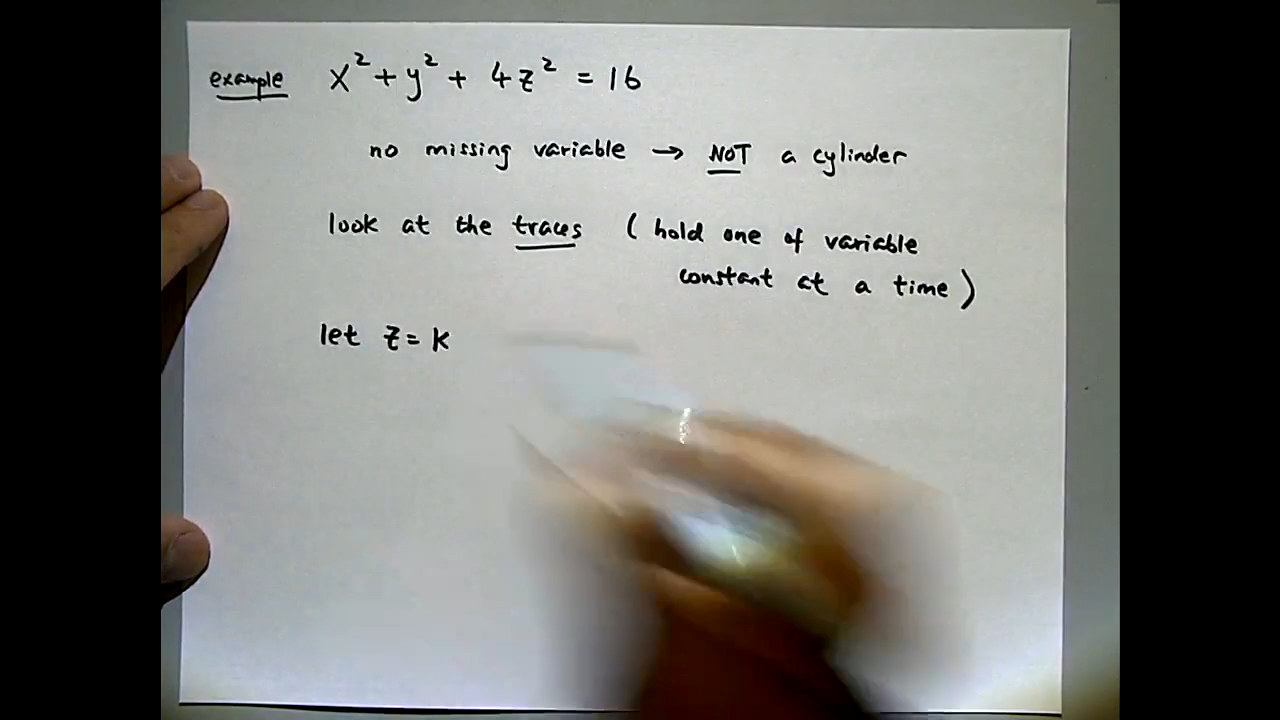 example x² + y² + 4z² = 16
no missing variable → NOT a cylinder
look at the traces (hold one of variable
constant at a time)
let z = k